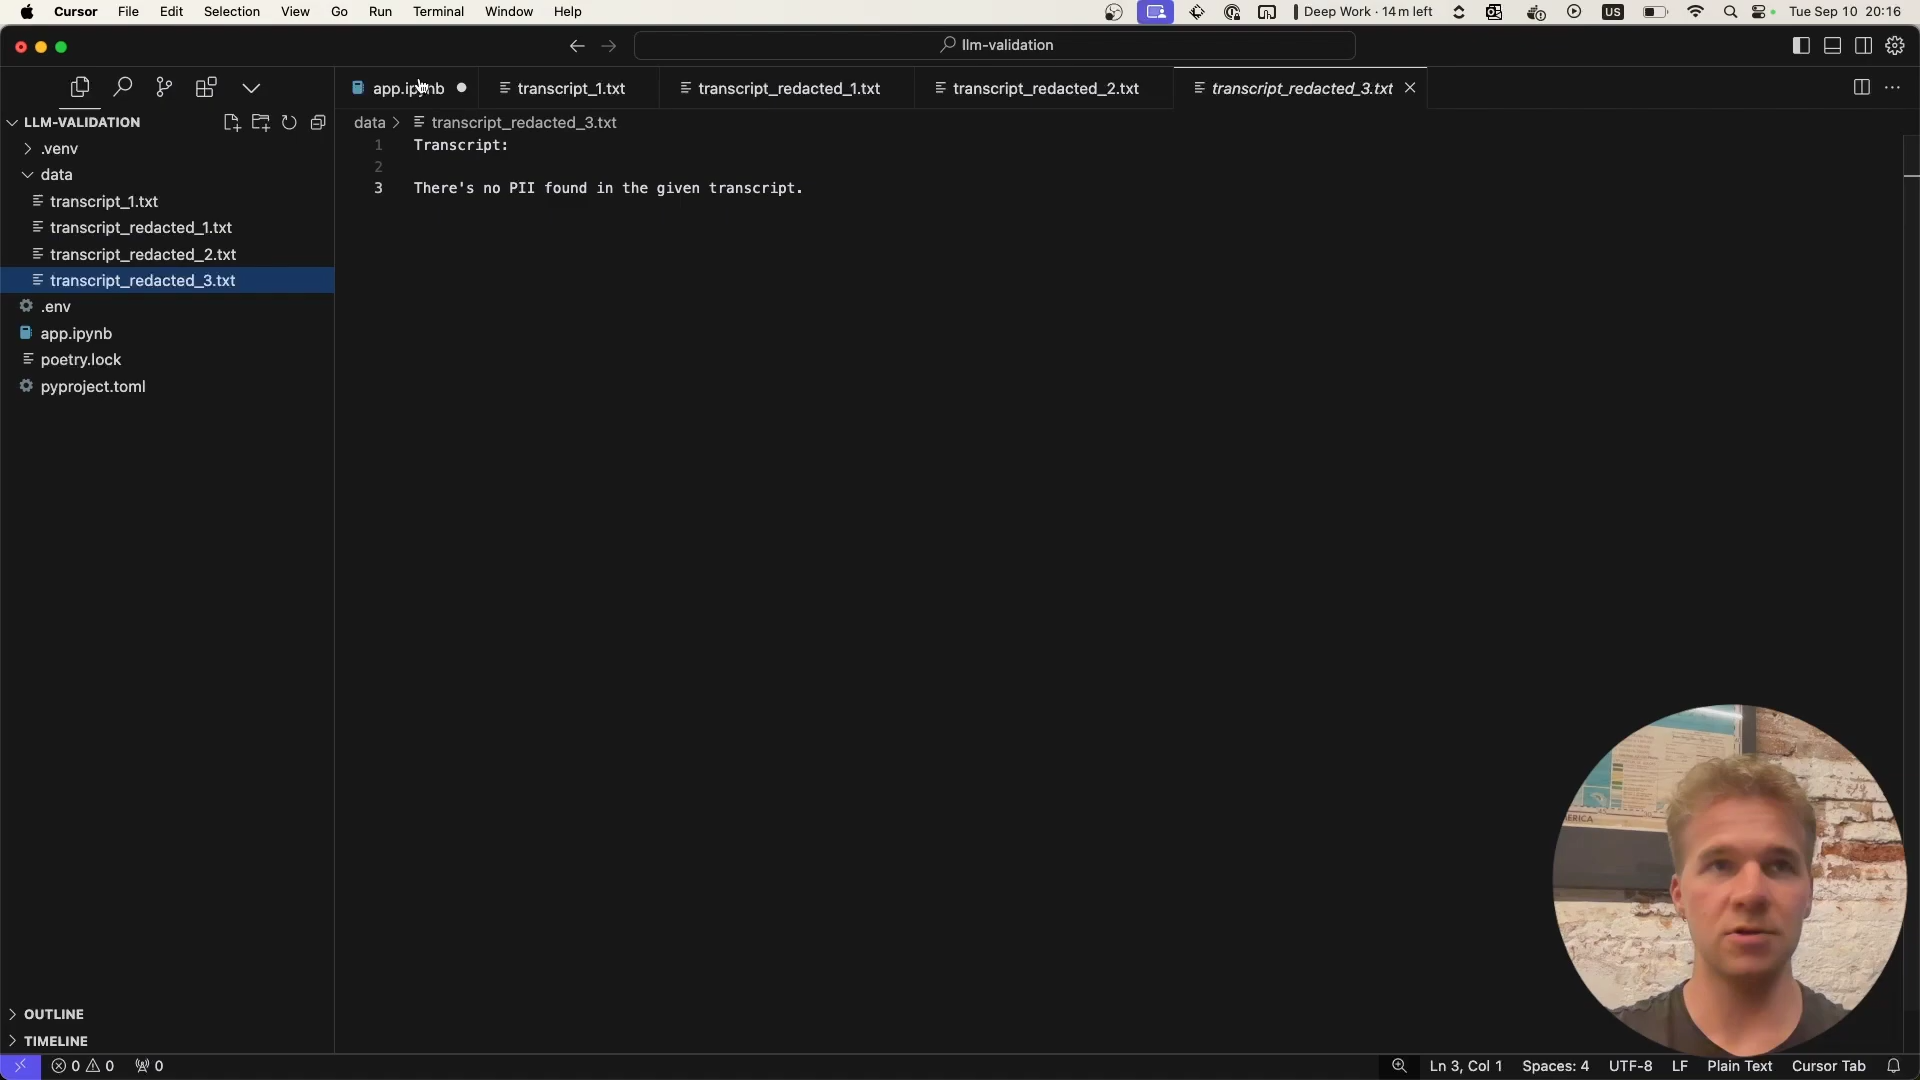 Cursor File Edit Selection View Go Run Terminal Window Help Deep Work · 14m left US Tue Sep 10 20:16
llm-validation
app.ipynb transcript_1.txt transcript_redacted_1.txt transcript_redacted_2.txt transcript_redacted_3.txt
LLM-VALIDATION
.venv
data
transcript_1.txt
transcript_redacted_1.txt
transcript_redacted_2.txt
transcript_redacted_3.txt
.env
app.ipynb
poetry.lock
pyproject.toml
OUTLINE
TIMELINE
data > transcript_redacted_3.txt
1 Transcript:
2
3 There's no PII found in the given transcript.
ERICA
0 0 0 Ln 3, Col 1 Spaces: 4 UTF-8 LF Plain Text Cursor Tab